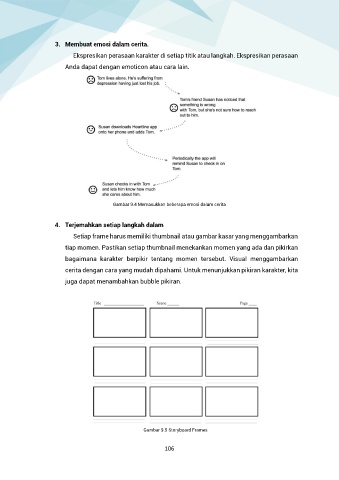 3. Membuat emosi dalam cerita.
Ekspresikan perasaan karakter di setiap titik atau langkah. Ekspresikan perasaan
Anda dapat dengan emoticon atau cara lain.
Tom lives alone. He's suffering from
depression having just lost his job.
Tom's friend Susan has noticed that
something is wrong
with Tom, but she's not sure how to reach
out to him.
Susan downloads Heartime app
onto her phone and adds Tom.
Periodically the app will
remind Susan to check in on
Tom.
Susan checks in with Tom
and lets him know how much
she cares about him.
Gambar 9.4 Memasukkan beberapa emosi dalam cerita
4. Terjemahkan setiap langkah dalam
Setiap frame harus memiliki thumbnail atau gambar kasar yang menggambarkan
tiap momen. Pastikan setiap thumbnail menekankan momen yang ada dan pikirkan
bagaimana karakter berpikir tentang momen tersebut. Visual menggambarkan
cerita dengan cara yang mudah dipahami. Untuk menunjukkan pikiran karakter, kita
juga dapat menambahkan bubble pikiran.
Title Name Page
Gambar 9.5 Storyboard Frames
106